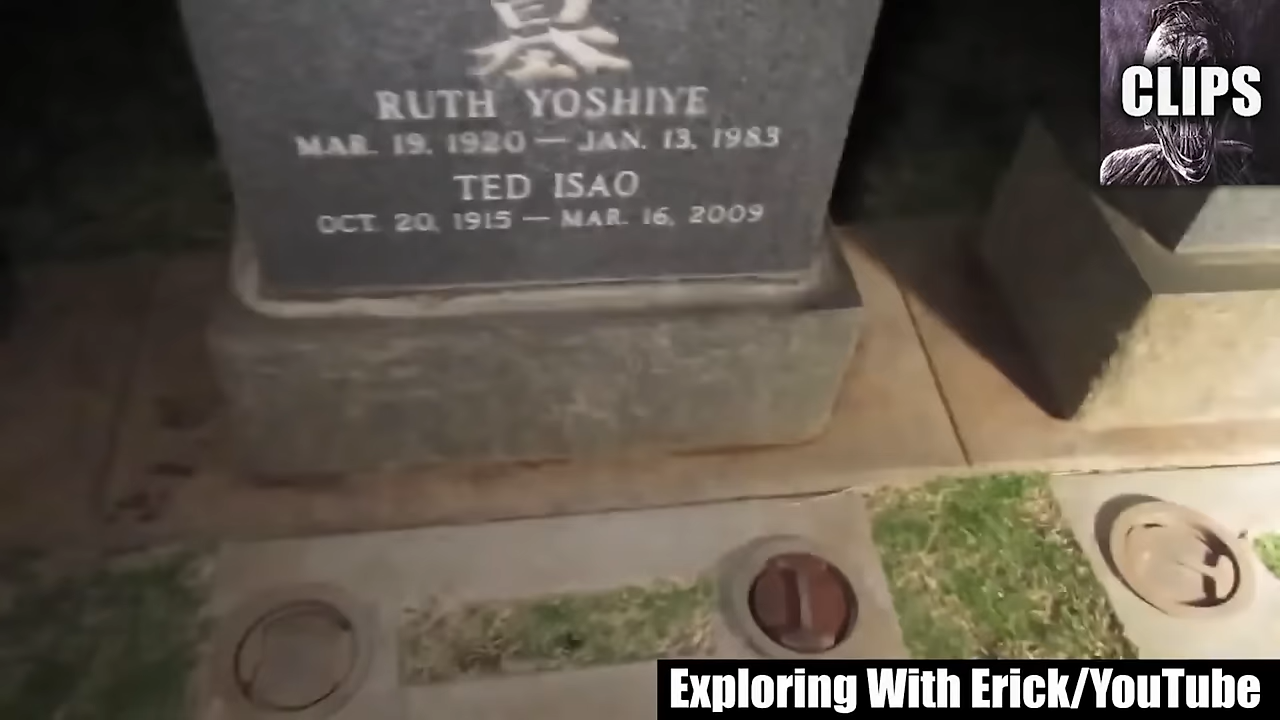 墓
RUTH YOSHIYE
MAR. 19, 1920 — JAN. 13, 1983
TED ISAO
OCT. 20, 1915 — MAR. 16, 2009
CLIPS
Exploring With Erick/YouTube